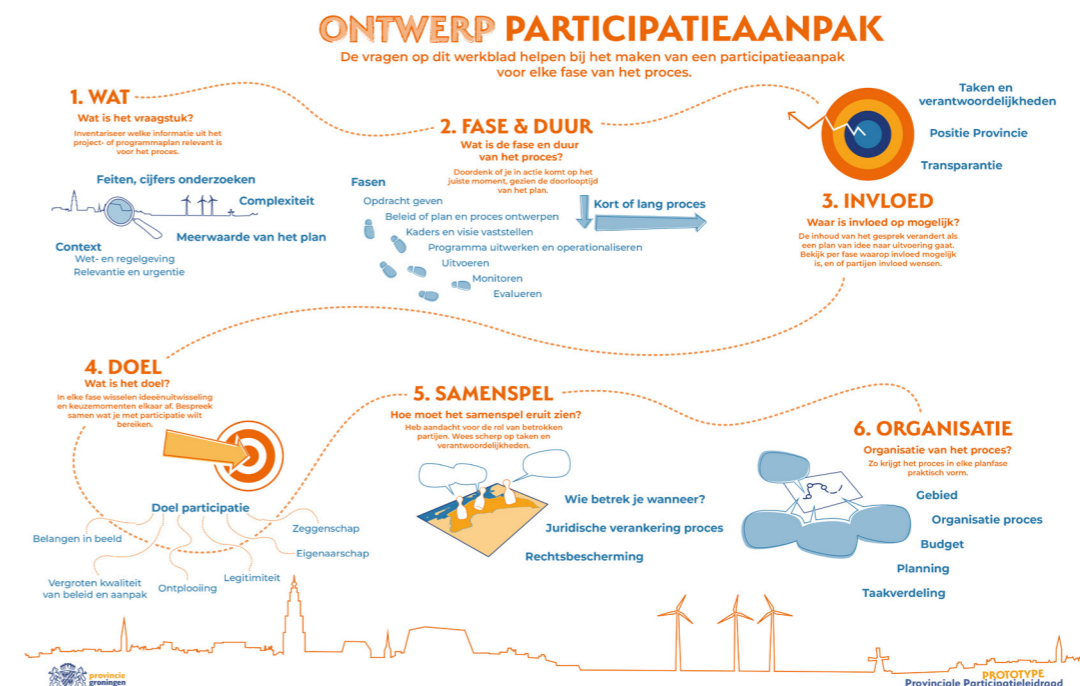 ONTWERP PARTICIPATIEAANPAK
De vragen op dit werkblad helpen bij het maken van een participatieaanpak
voor elke fase van het proces.
1. WAT
Wat is het vraagstuk?
Inventariseer welke informatie uit het
project- of programmaplan relevant is
voor het proces.
Feiten, cijfers onderzoeken
Complexiteit
Meerwaarde van het plan
Context
Wet- en regelgeving
Relevantie en urgentie
2. FASE & DUUR
Wat is de fase en duur
van het proces?
Doordenk of je in actie komt op het
juiste moment, gezien de doorlooptijd
van het plan.
Fasen
Opdracht geven
Beleid of plan en proces ontwerpen
Kaders en visie vaststellen
Programma uitwerken en operationaliseren
Uitvoeren
Monitoren
Evalueren
Kort of lang proces
Taken en
verantwoordelijkheden
Positie Provincie
Transparantie
3. INVLOED
Waar is invloed op mogelijk?
De inhoud van het gesprek verandert als
een plan van idee naar uitvoering gaat.
Bekijk per fase waarop invloed mogelijk
is, en of partijen invloed wensen.
4. DOEL
Wat is het doel?
In elke fase wisselen ideeënuitwisseling
en keuzemomenten elkaar af. Bespreek
samen wat je met participatie wilt
bereiken.
Doel participatie
Belangen in beeld
Vergroten kwaliteit
van beleid en aanpak
Ontplooiing
Legitimiteit
Eigenaarschap
Zeggenschap
5. SAMENSPEL
Hoe moet het samenspel eruit zien?
Heb aandacht voor de rol van betrokken
partijen. Wees scherp op taken en
verantwoordelijkheden.
Wie betrek je wanneer?
Juridische verankering proces
Rechtsbescherming
6. ORGANISATIE
Organisatie van het proces?
Zo krijgt het proces in elke planfase
praktisch vorm.
Gebied
Organisatie proces
Budget
Planning
Taakverdeling
provincie
groningen
PROTOTYPE
Provinciale Participatieleidraad